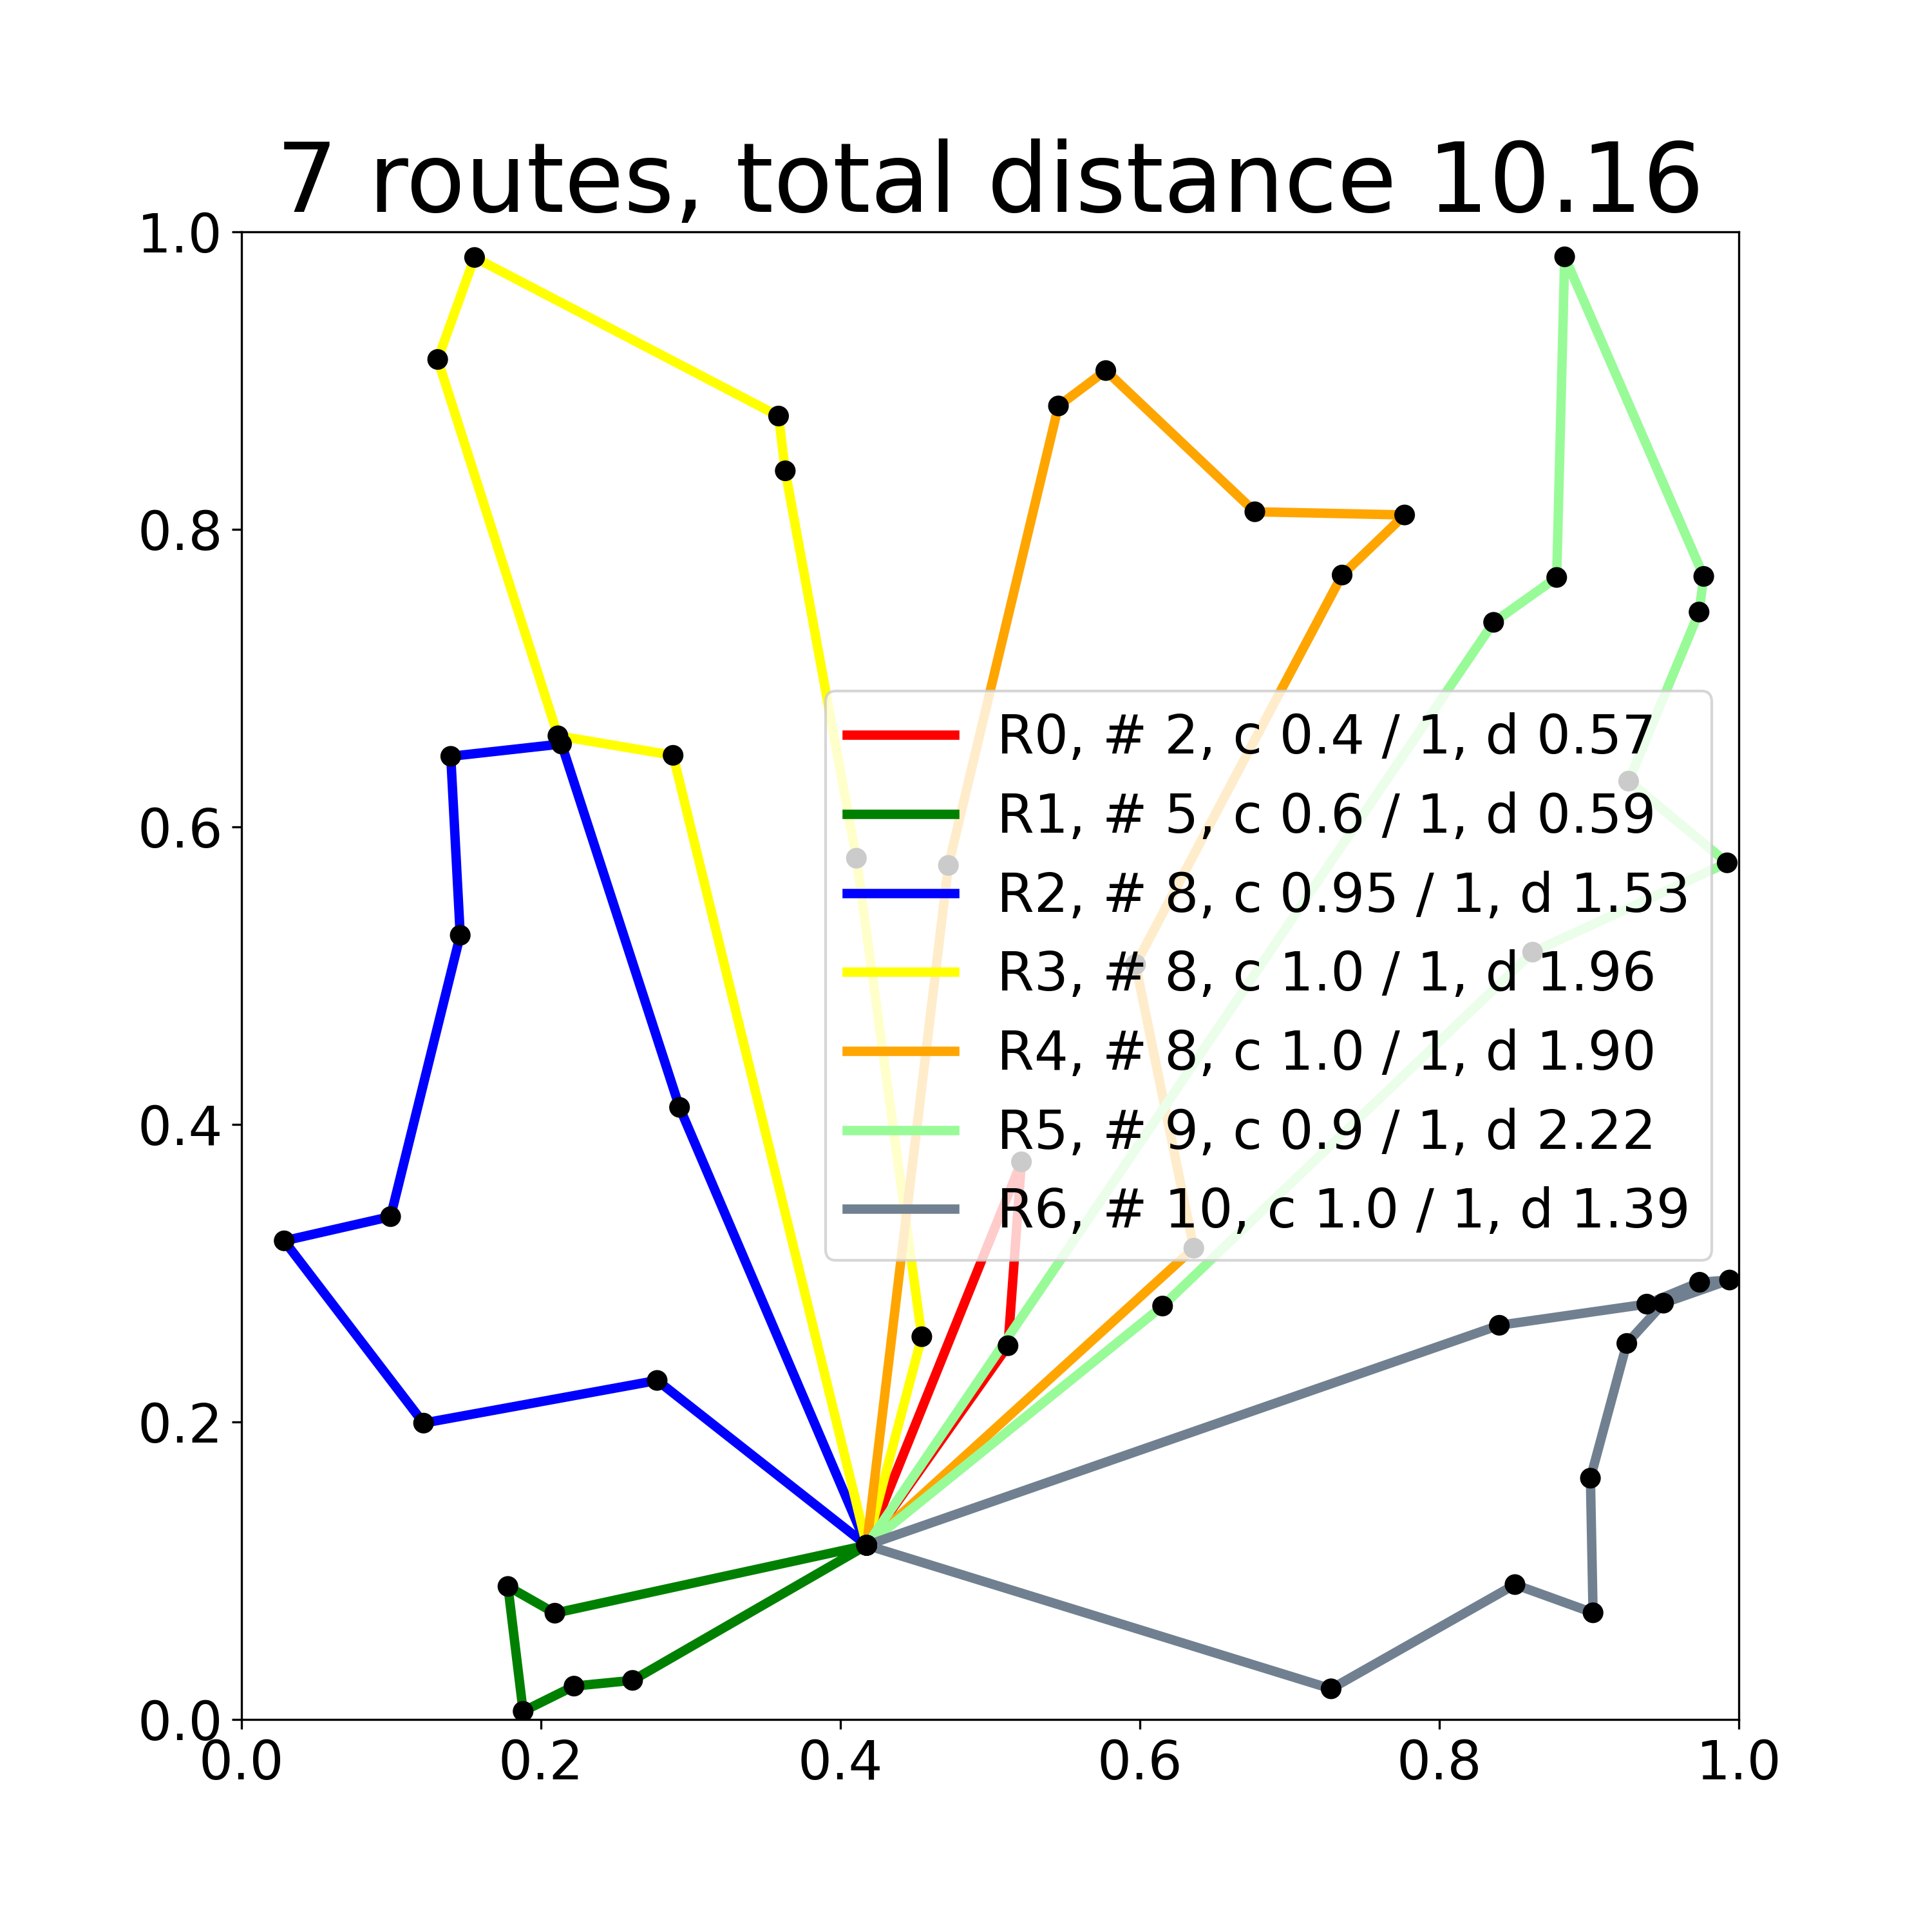 7 routes, total distance 10.16
1.0
0.8
0.6
0.4
0.2
0.0
0.0 0.2 0.4 0.6 0.8 1.0
R0, # 2, c 0.4 / 1, d 0.57
R1, # 5, c 0.6 / 1, d 0.59
R2, # 8, c 0.95 / 1, d 1.53
R3, # 8, c 1.0 / 1, d 1.96
R4, # 8, c 1.0 / 1, d 1.90
R5, # 9, c 0.9 / 1, d 2.22
R6, # 10, c 1.0 / 1, d 1.39